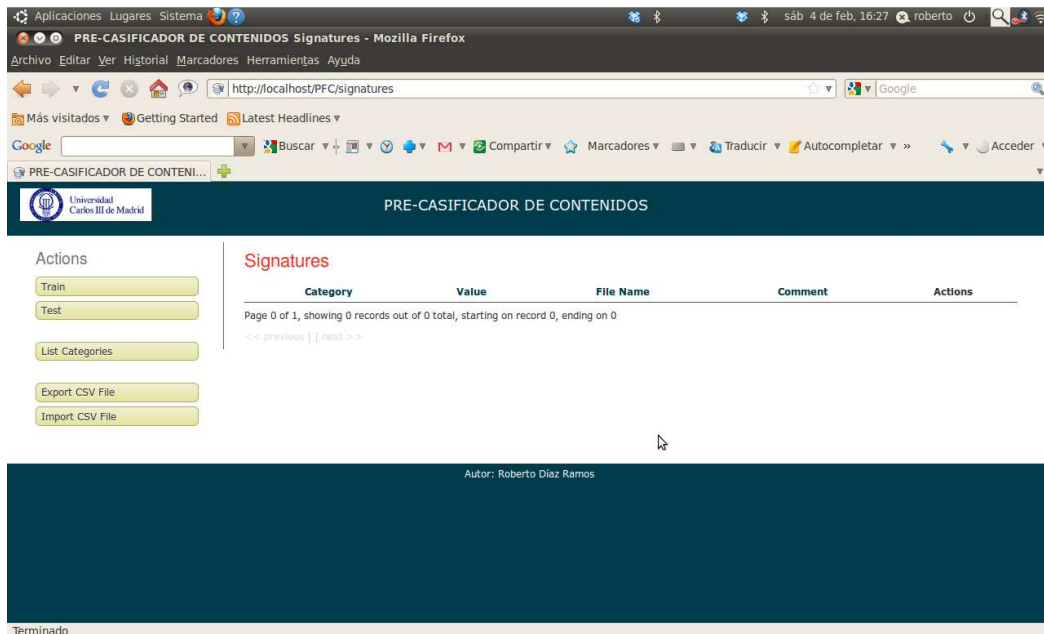 Aplicaciones Lugares Sistema sáb 4 de feb, 16:27 roberto
PRE-CASIFICADOR DE CONTENIDOS Signatures - Mozilla Firefox
Archivo Editar Ver Historial Marcadores Herramientas Ayuda
http://localhost/PFC/signatures Google
Más visitados Getting Started Latest Headlines
Google Buscar Compartir Marcadores Traducir Autocompletar » Acceder
PRE-CASIFICADOR DE CONTENI...
Universidad
Carlos III de Madrid
PRE-CASIFICADOR DE CONTENIDOS
Actions
Train
Test
List Categories
Export CSV File
Import CSV File
Signatures
Category Value File Name Comment Actions
Page 0 of 1, showing 0 records out of 0 total, starting on record 0, ending on 0
<< previous | | next >>
Autor: Roberto Díaz Ramos
Terminado